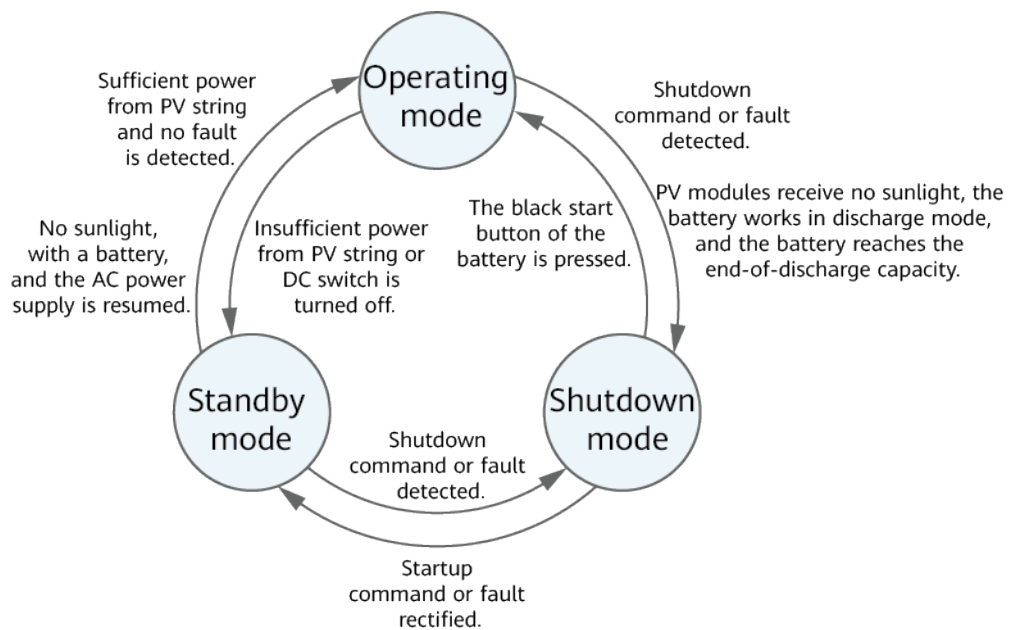 Operating
mode
Sufficient power
from PV string
and no fault
is detected.
Shutdown
command or fault
detected.
No sunlight,
with a battery,
and the AC power
supply is resumed.
Insufficient power
from PV string or
DC switch is
turned off.
The black start
button of the
battery is pressed.
PV modules receive no sunlight, the
battery works in discharge mode,
and the battery reaches the
end-of-discharge capacity.
Standby
mode
Shutdown
mode
Shutdown
command or fault
detected.
Startup
command or fault
rectified.